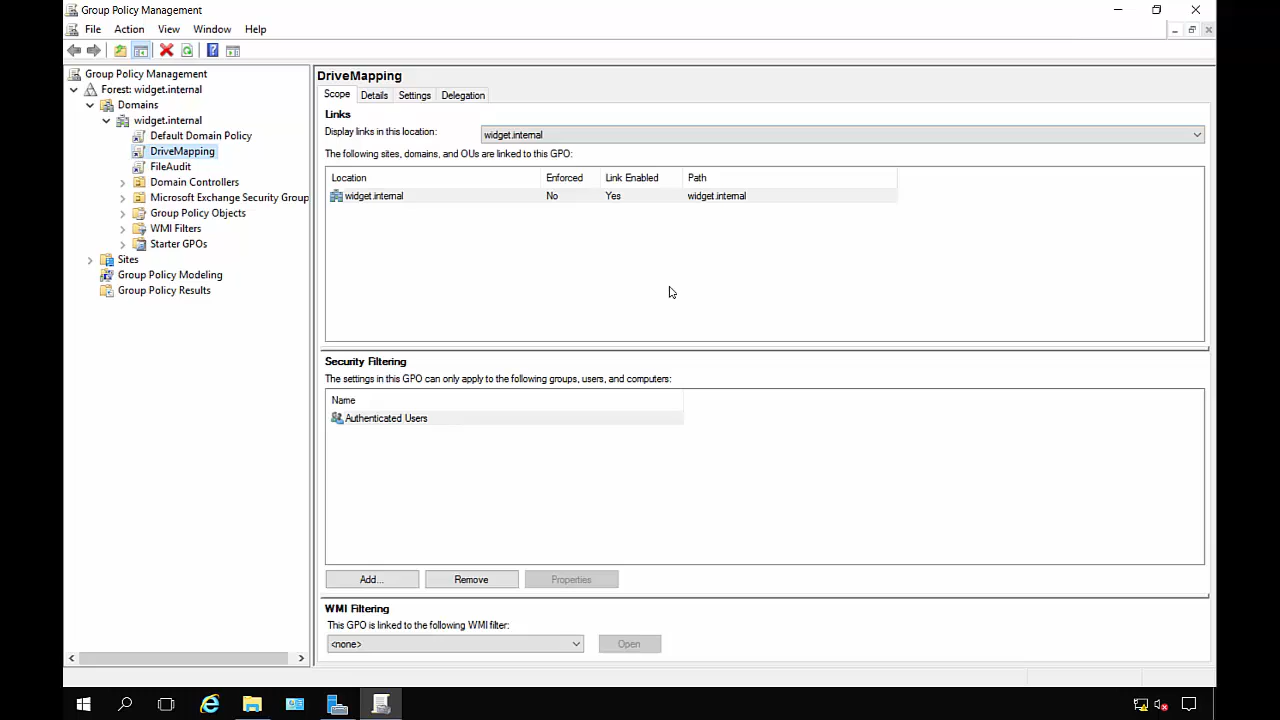 Group Policy Management
File Action View Window Help
Group Policy Management
Forest: widget.internal
Domains
widget.internal
Default Domain Policy
DriveMapping
FileAudit
Domain Controllers
Microsoft Exchange Security Group
Group Policy Objects
WMI Filters
Starter GPOs
Sites
Group Policy Modeling
Group Policy Results
DriveMapping
Scope Details Settings Delegation
Links
Display links in this location: widget.internal
The following sites, domains, and OUs are linked to this GPO:
Location Enforced Link Enabled Path
widget.internal No Yes widget.internal
Security Filtering
The settings in this GPO can only apply to the following groups, users, and computers:
Name
Authenticated Users
Add... Remove Properties
WMI Filtering
This GPO is linked to the following WMI filter:
<none> Open